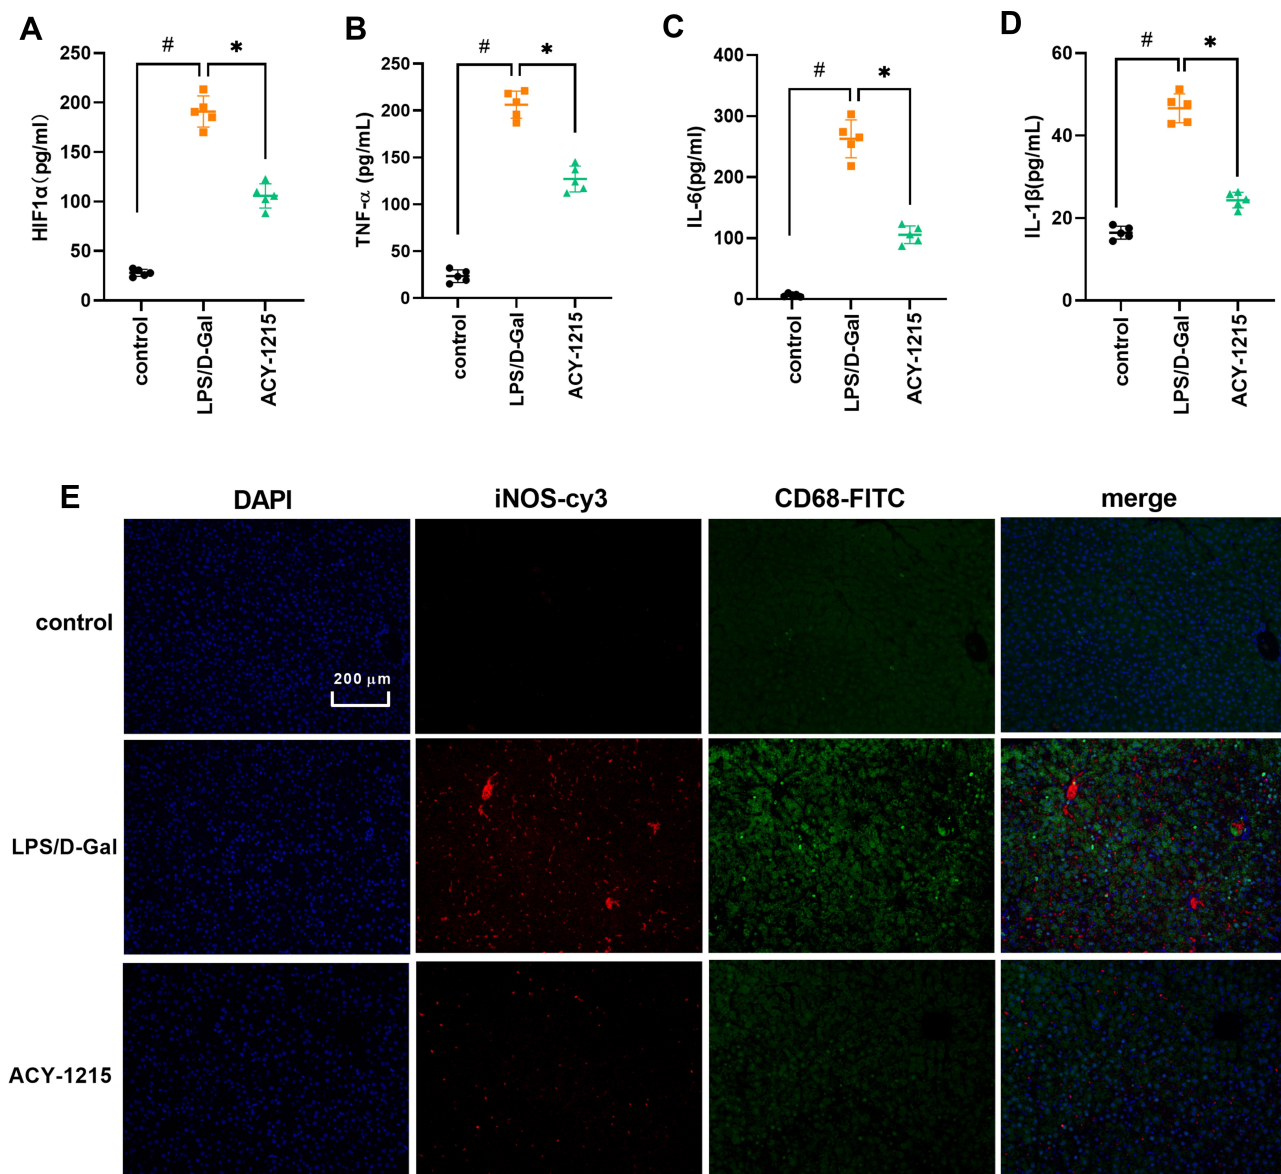 A
HIF1α(pg/ml)
250
200
150
100
50
0
#
*
control
LPS/D-Gal
ACY-1215
B
TNF-α (pg/mL)
250
200
150
100
50
0
#
*
control
LPS/D-Gal
ACY-1215
C
IL-6(pg/ml)
400
300
200
100
0
#
*
control
LPS/D-Gal
ACY-1215
D
IL-1β(pg/mL)
60
40
20
0
#
*
control
LPS/D-Gal
ACY-1215
E
DAPI
iNOS-cy3
CD68-FITC
merge
control
200 μm
LPS/D-Gal
ACY-1215